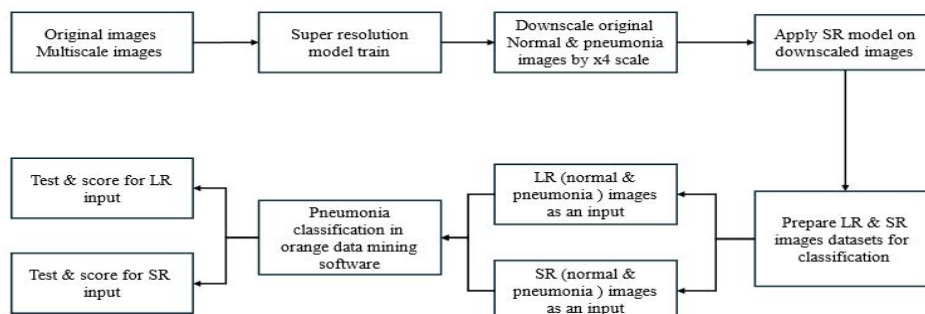 Original images
Multiscale images
Super resolution
model train
Downscale original
Normal & pneumonia
images by x4 scale
Apply SR model on
downscaled images
Prepare LR & SR
images datasets for
classification
LR (normal &
pneumonia ) images
as an input
SR (normal &
pneumonia ) images
as an input
Pneumonia
classification in
orange data mining
software
Test & score for LR
input
Test & score for SR
input